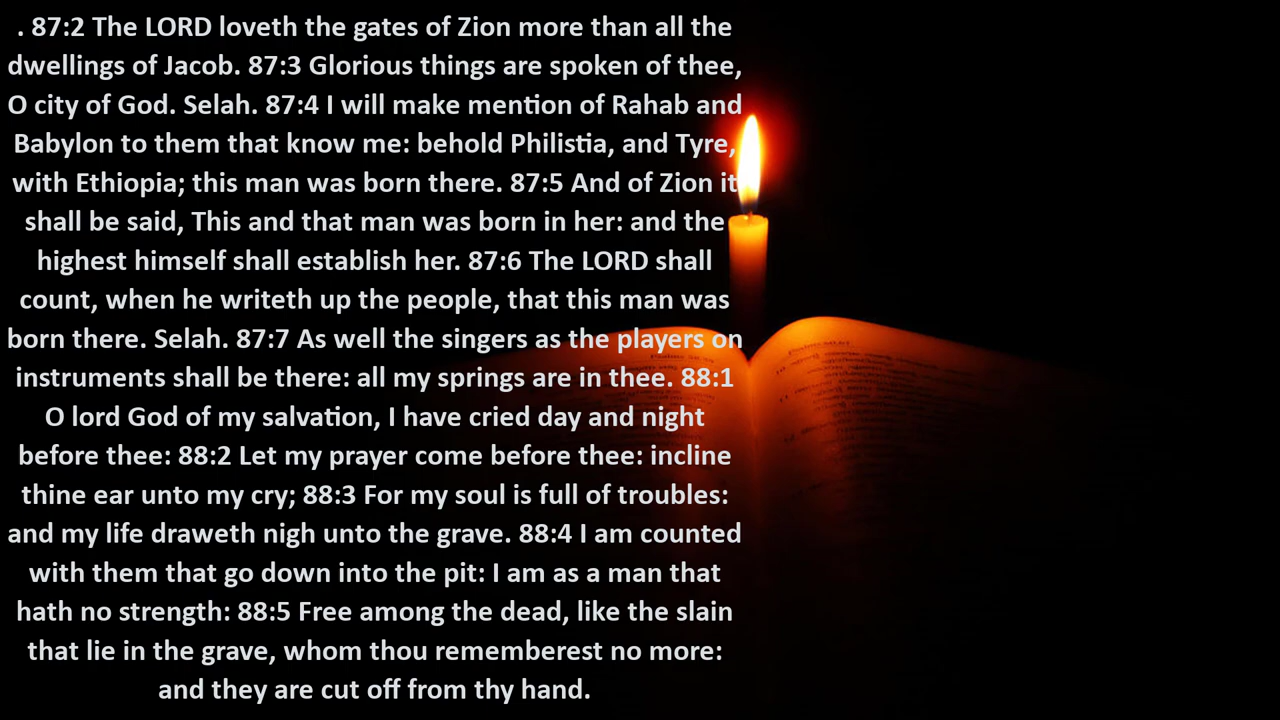 . 87:2 The LORD loveth the gates of Zion more than all the
dwellings of Jacob. 87:3 Glorious things are spoken of thee,
O city of God. Selah. 87:4 I will make mention of Rahab and
Babylon to them that know me: behold Philistia, and Tyre,
with Ethiopia; this man was born there. 87:5 And of Zion it
shall be said, This and that man was born in her: and the
highest himself shall establish her. 87:6 The LORD shall
count, when he writeth up the people, that this man was
born there. Selah. 87:7 As well the singers as the players on
instruments shall be there: all my springs are in thee. 88:1
O lord God of my salvation, I have cried day and night
before thee: 88:2 Let my prayer come before thee: incline
thine ear unto my cry; 88:3 For my soul is full of troubles:
and my life draweth nigh unto the grave. 88:4 I am counted
with them that go down into the pit: I am as a man that
hath no strength: 88:5 Free among the dead, like the slain
that lie in the grave, whom thou rememberest no more:
and they are cut off from thy hand.